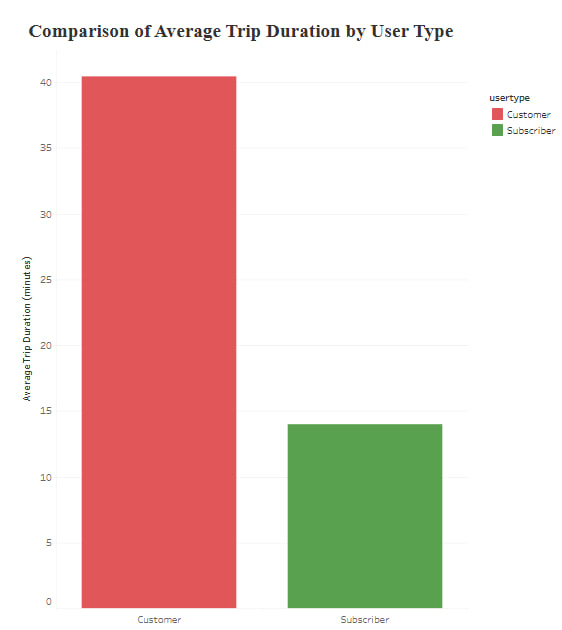 Comparison of Average Trip Duration by User Type
usertype
Customer
Subscriber
Average Trip Duration (minutes)
40
35
30
25
20
15
10
5
0
Customer
Subscriber